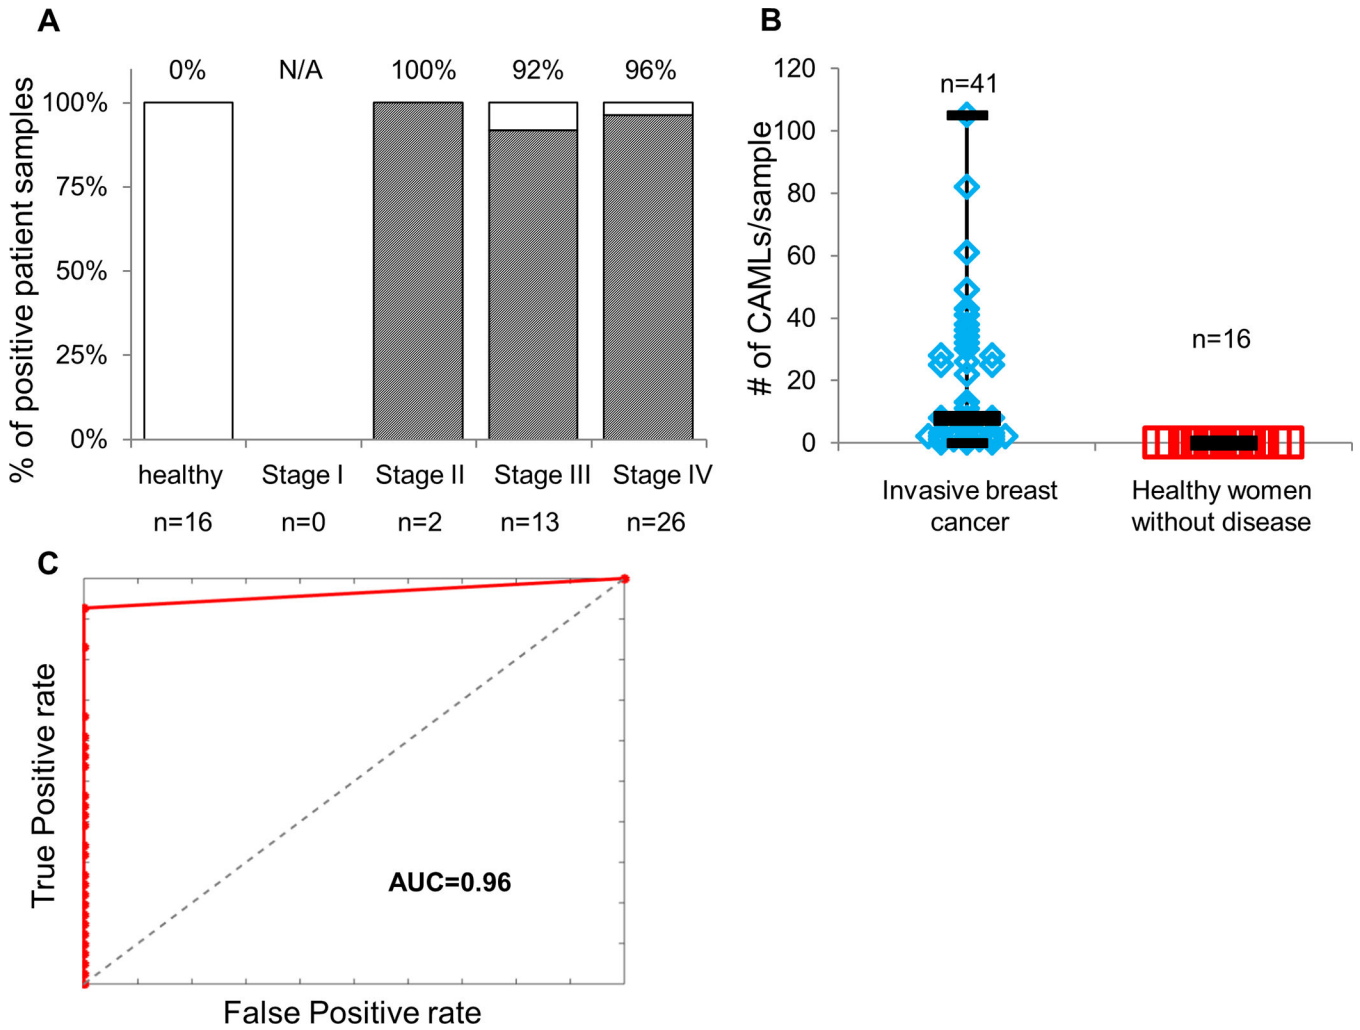 A
% of positive patient samples
0% N/A 100% 92% 96%
100%
75%
50%
25%
0%
healthy Stage I Stage II Stage III Stage IV
n=16 n=0 n=2 n=13 n=26
B
# of CAMLs/sample
120
100
80
60
40
20
0
n=41
n=16
Invasive breast
cancer
Healthy women
without disease
C
True Positive rate
AUC=0.96
False Positive rate